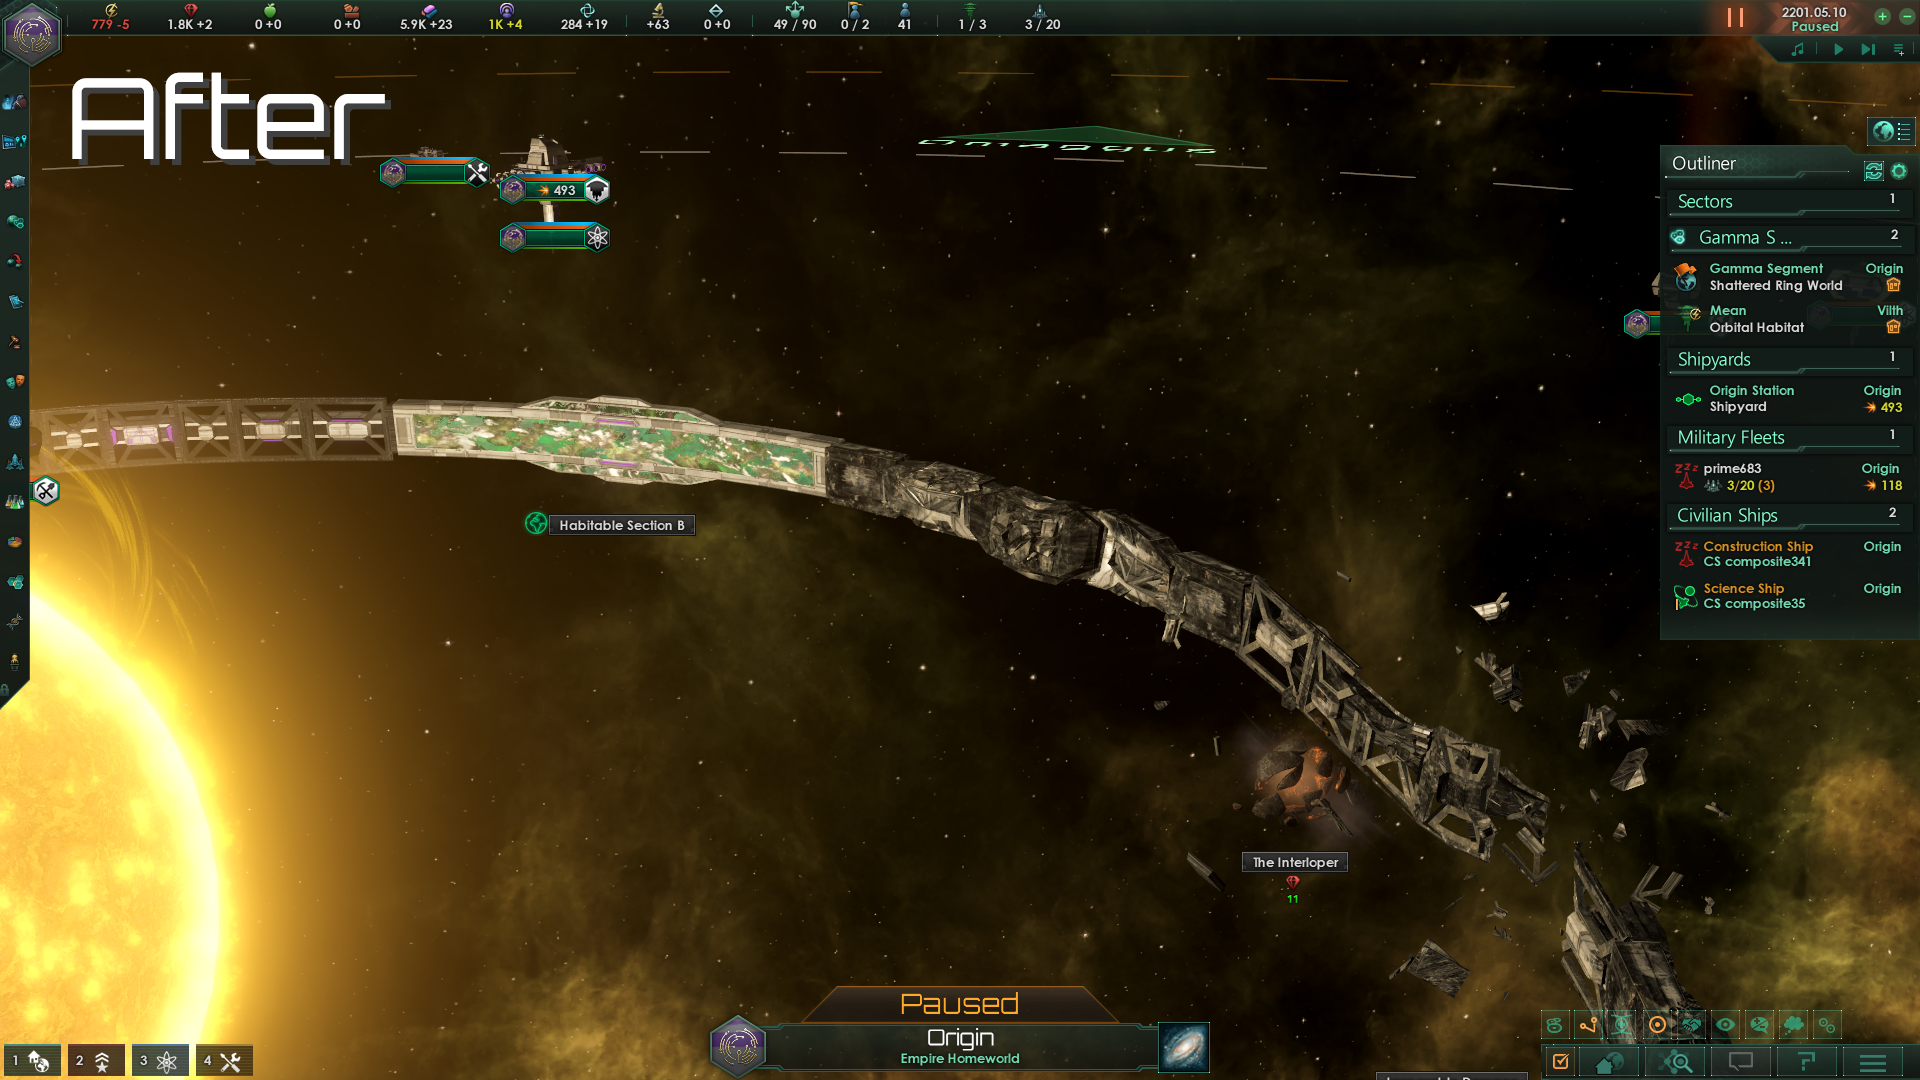 779 -5
1.8K +2
0 +0
0 +0
5.9K +23
1K +4
284 +19
+63
0 +0
49 / 90
0 / 2
41
1 / 3
3 / 20
2201.05.10
Paused
After
493
Outliner
Sectors 1
Gamma S ... 2
Gamma Segment Origin
Shattered Ring World
Mean Vilth
Orbital Habitat
Shipyards 1
Origin Station Origin
Shipyard 493
Military Fleets 1
prime683 Origin
3/20 (3) 118
Civilian Ships 2
Construction Ship Origin
CS composite341
Science Ship Origin
CS composite35
Habitable Section B
The Interloper
11
Paused
Origin
Empire Homeworld
1
2
3
4